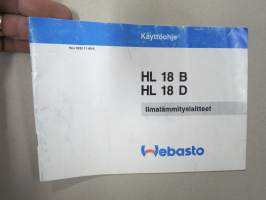 Käyttöohje
HL 18 B
HL 18 D
Ilmalämmityslaitteet
Webasto